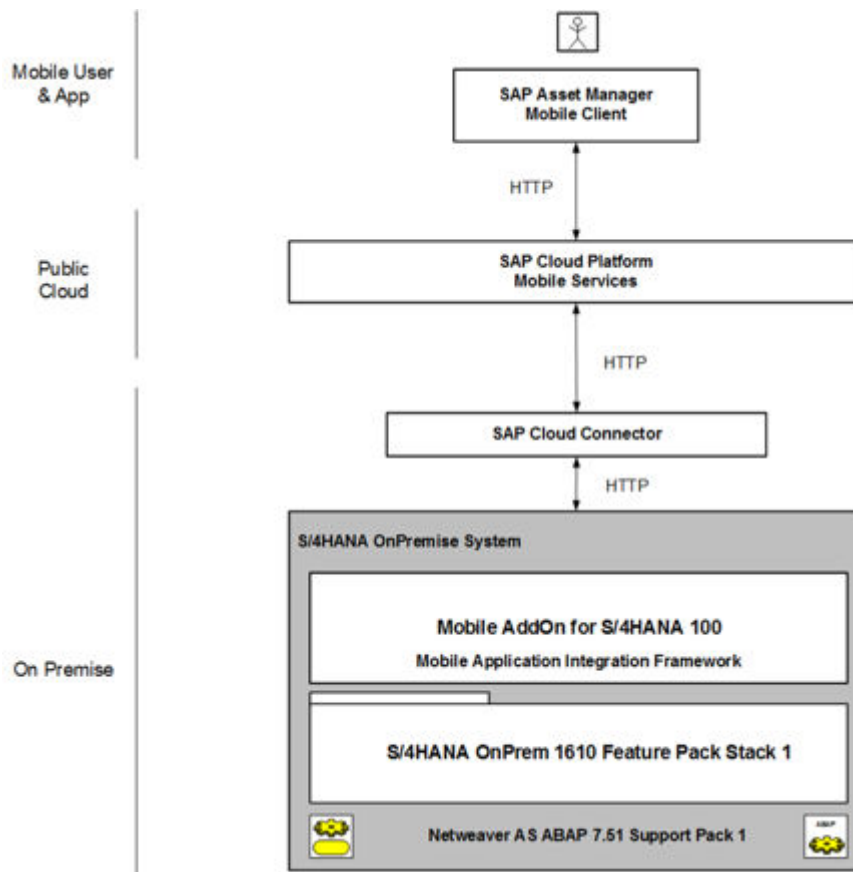 Mobile User
& App
SAP Asset Manager
Mobile Client
HTTP
Public
Cloud
SAP Cloud Platform
Mobile Services
HTTP
SAP Cloud Connector
HTTP
On Premise
S/4HANA OnPremise System
Mobile AddOn for S/4HANA 100
Mobile Application Integration Framework
S/4HANA OnPrem 1610 Feature Pack Stack 1
Netweaver AS ABAP 7.51 Support Pack 1
ABAP